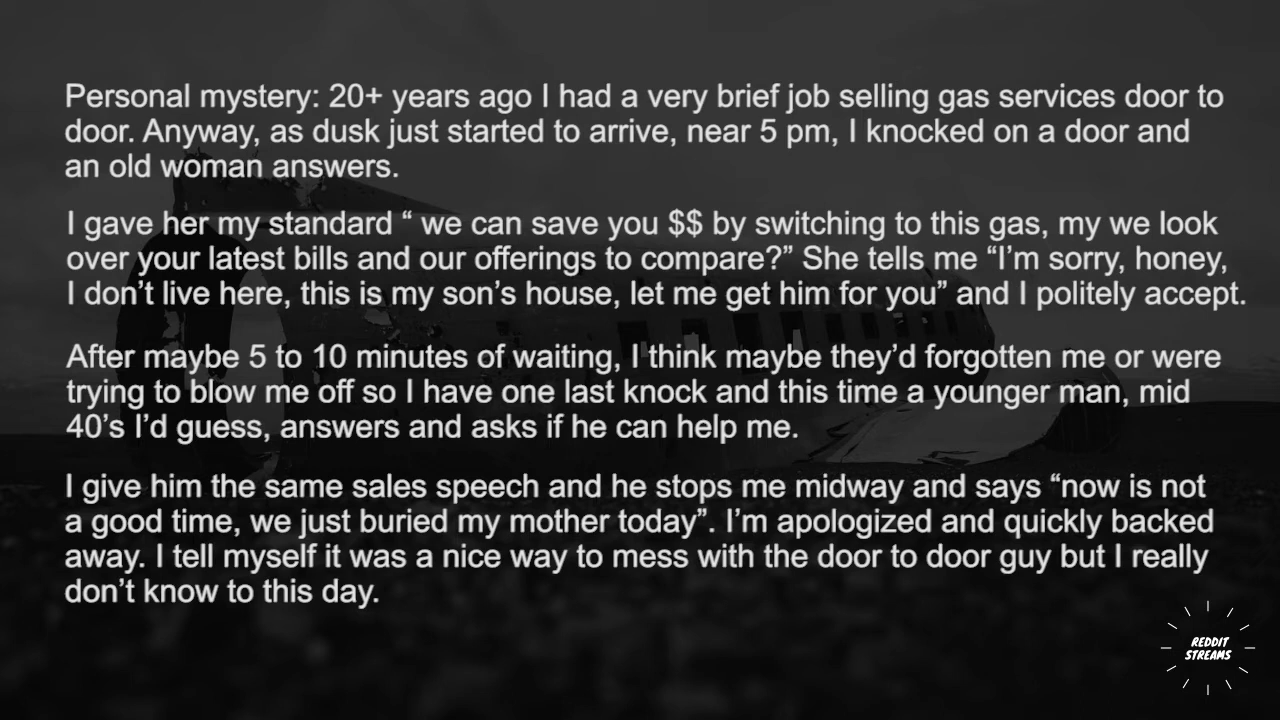 Personal mystery: 20+ years ago I had a very brief job selling gas services door to
door. Anyway, as dusk just started to arrive, near 5 pm, I knocked on a door and
an old woman answers.
I gave her my standard “ we can save you $$ by switching to this gas, my we look
over your latest bills and our offerings to compare?” She tells me “I’m sorry, honey,
I don’t live here, this is my son’s house, let me get him for you” and I politely accept.
After maybe 5 to 10 minutes of waiting, I think maybe they’d forgotten me or were
trying to blow me off so I have one last knock and this time a younger man, mid
40’s I’d guess, answers and asks if he can help me.
I give him the same sales speech and he stops me midway and says “now is not
a good time, we just buried my mother today”. I’m apologized and quickly backed
away. I tell myself it was a nice way to mess with the door to door guy but I really
don’t know to this day.
REDDIT
STREAMS